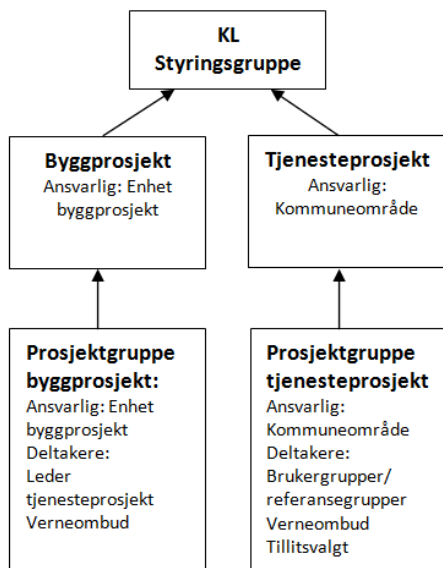 KL
Styringsgruppe
Byggprosjekt
Ansvarlig: Enhet
byggprosjekt
Tjenesteprosjekt
Ansvarlig:
Kommuneområde
Prosjektgruppe
byggprosjekt:
Ansvarlig: Enhet
byggprosjekt
Deltakere:
Leder
tjenesteprosjekt
Verneombud
Prosjektgruppe
tjenesteprosjekt
Ansvarlig:
Kommuneområde
Deltakere:
Brukergrupper/
referansegrupper
Verneombud
Tillitsvalgt